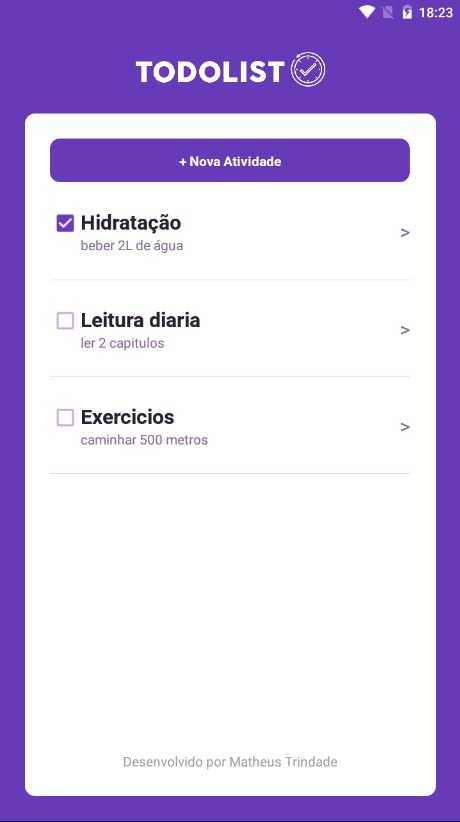 18:23
TODOLIST
+ Nova Atividade
Hidratação
beber 2L de água
>
Leitura diaria
ler 2 capitulos
>
Exercicios
caminhar 500 metros
>
Desenvolvido por Matheus Trindade